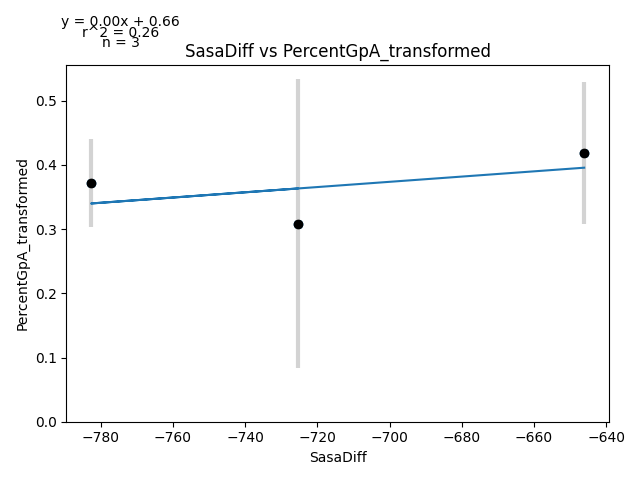 y = 0.00x + 0.66
r^2 = 0.26
n = 3
SasaDiff vs PercentGpA_transformed
0.5
0.4
0.3
0.2
0.1
0.0
PercentGpA_transformed
−780
−760
−740
−720
−700
−680
−660
−640
SasaDiff